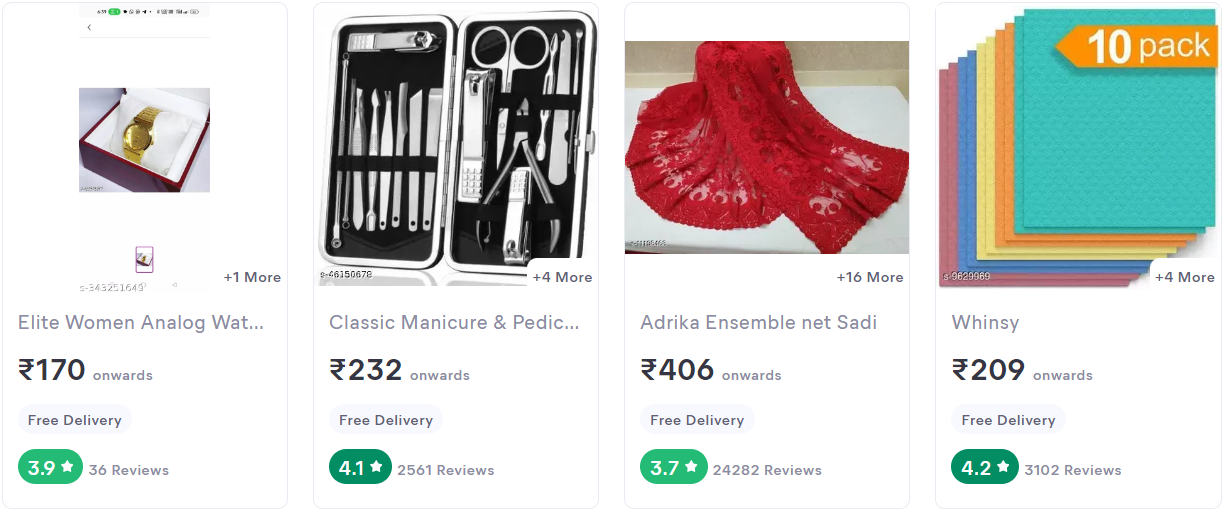 +1 More
s-343251649
Elite Women Analog Wat...
₹170 onwards
Free Delivery
3.9 ★ 36 Reviews
s-46150678
+4 More
Classic Manicure & Pedic...
₹232 onwards
Free Delivery
4.1 ★ 2561 Reviews
+16 More
Adrika Ensemble net Sadi
₹406 onwards
Free Delivery
3.7 ★ 24282 Reviews
10 pack
s-9629969
+4 More
Whinsy
₹209 onwards
Free Delivery
4.2 ★ 3102 Reviews